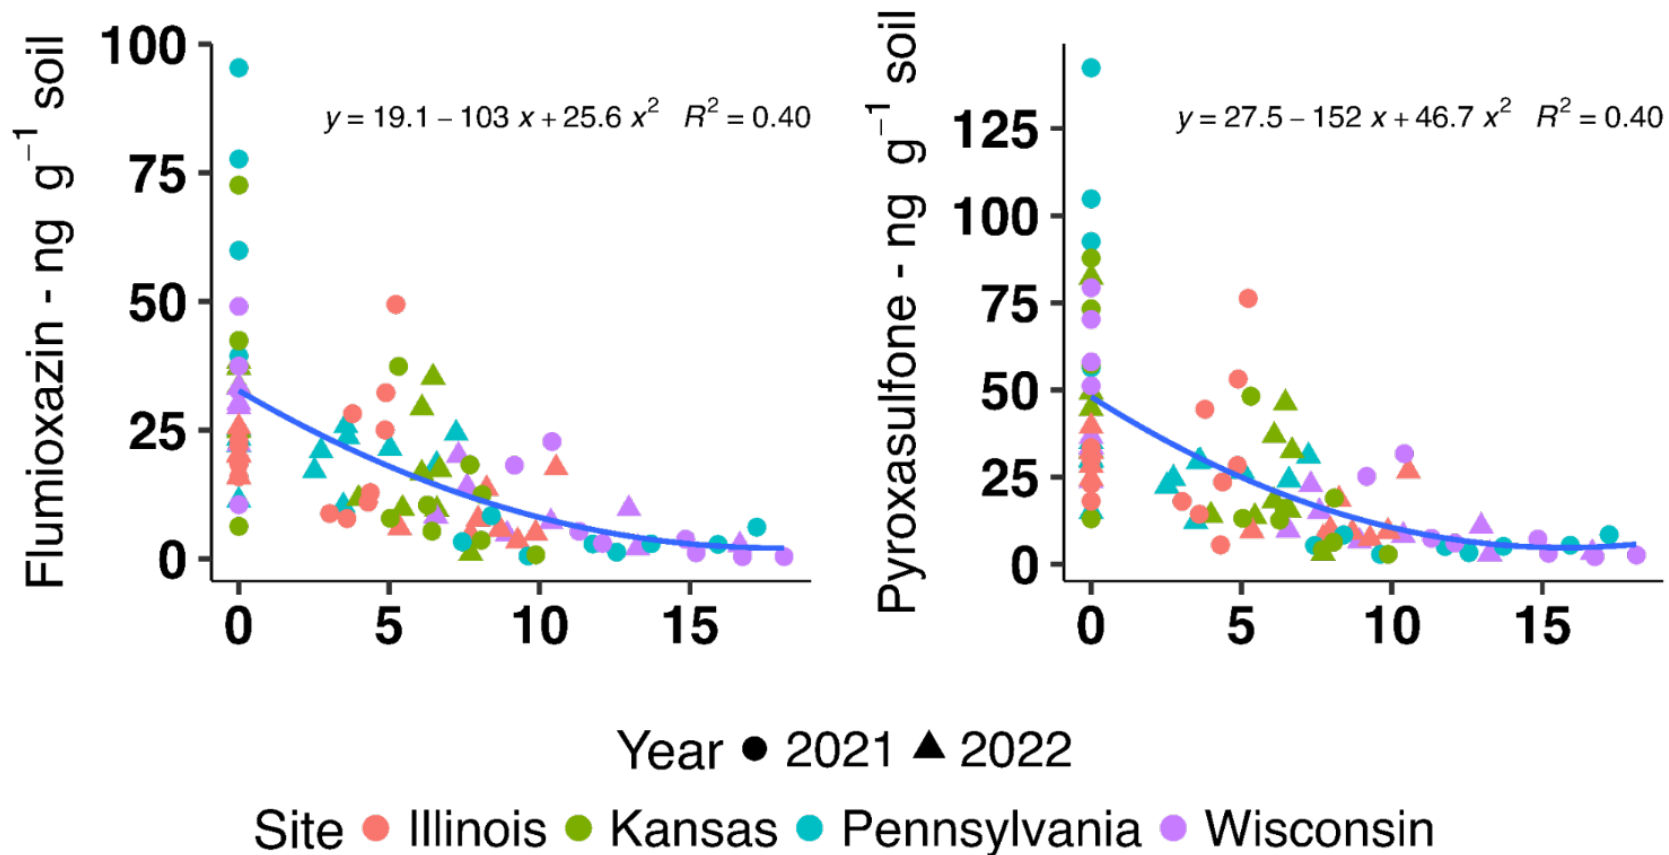 Flumioxazin - ng g⁻¹ soil
100
75
50
25
0
y = 19.1 − 103 x + 25.6 x² R² = 0.40
0 5 10 15
Pyroxasulfone - ng g⁻¹ soil
125
100
75
50
25
0
y = 27.5 − 152 x + 46.7 x² R² = 0.40
0 5 10 15
Year 2021 2022
Site Illinois Kansas Pennsylvania Wisconsin